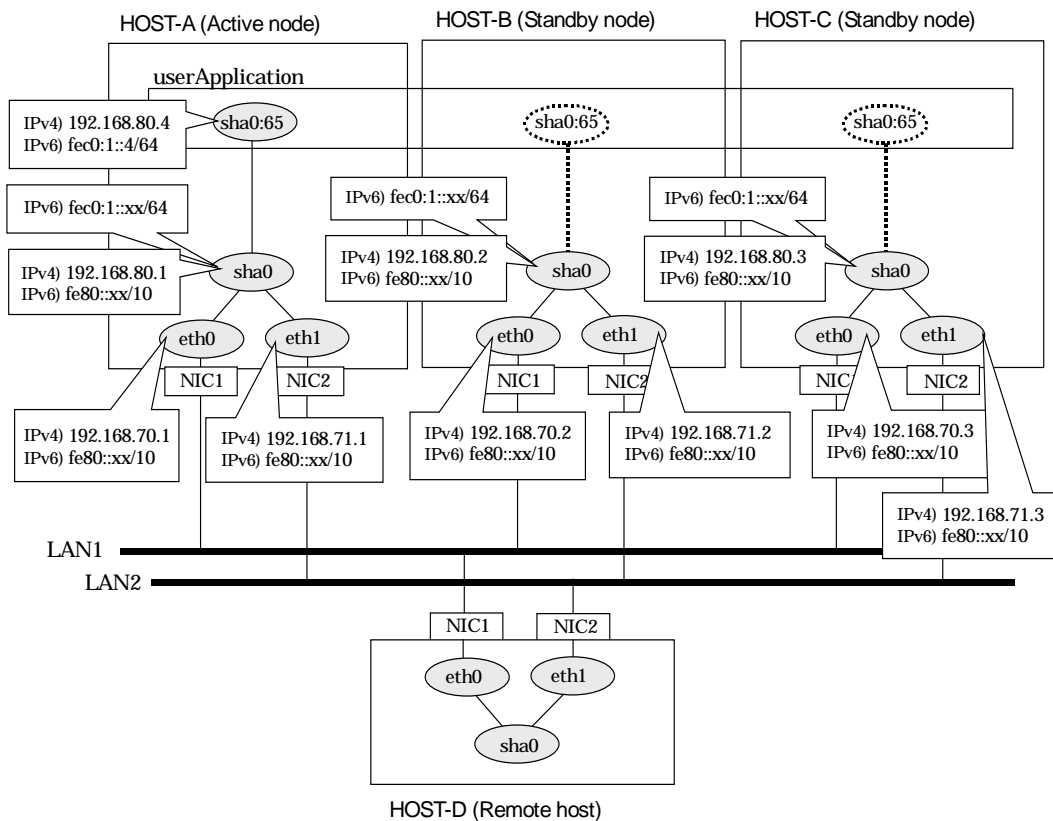 HOST-A (Active node)
HOST-B (Standby node)
HOST-C (Standby node)
userApplication
IPv4) 192.168.80.4
IPv6) fec0:1::4/64
sha0:65
sha0:65
sha0:65
IPv6) fec0:1::xx/64
IPv6) fec0:1::xx/64
IPv6) fec0:1::xx/64
IPv4) 192.168.80.1
IPv6) fe80::xx/10
sha0
IPv4) 192.168.80.2
IPv6) fe80::xx/10
sha0
IPv4) 192.168.80.3
IPv6) fe80::xx/10
sha0
eth0
eth1
eth0
eth1
eth0
eth1
NIC1
NIC2
NIC1
NIC2
NIC
NIC2
IPv4) 192.168.70.1
IPv6) fe80::xx/10
IPv4) 192.168.71.1
IPv6) fe80::xx/10
IPv4) 192.168.70.2
IPv6) fe80::xx/10
IPv4) 192.168.71.2
IPv6) fe80::xx/10
IPv4) 192.168.70.3
IPv6) fe80::xx/10
IPv4) 192.168.71.3
IPv6) fe80::xx/10
LAN1
LAN2
NIC1
NIC2
eth0
eth1
sha0
HOST-D (Remote host)